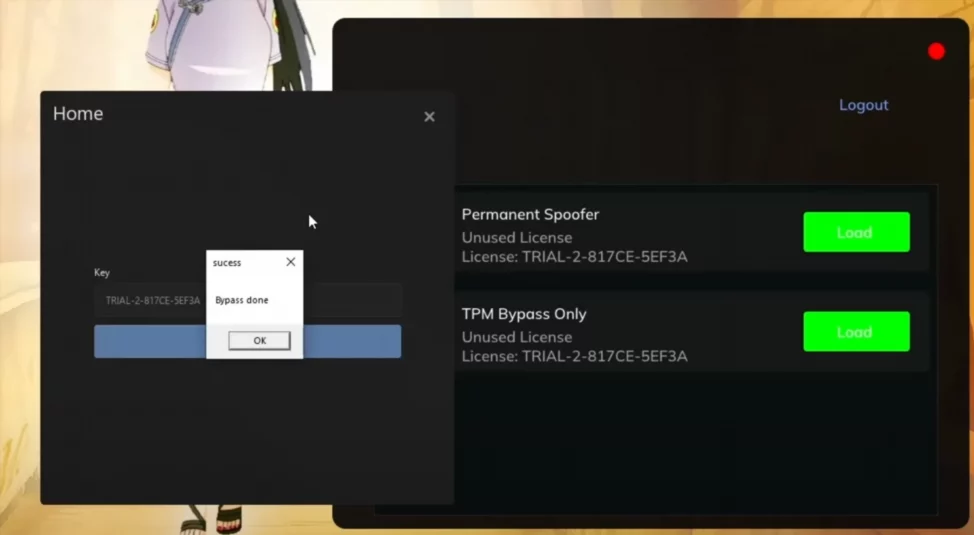 Home
Logout
Permanent Spoofer
Unused License
License: TRIAL-2-817CE-5EF3A
Load
sucess
Key
Bypass done
TRIAL-2-817CE-5EF3A
OK
TPM Bypass Only
Unused License
License: TRIAL-2-817CE-5EF3A
Load